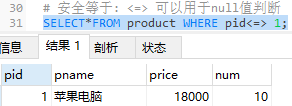 30 # 安全等于: <=> 可以用于null值判断
31 SELECT*FROM product WHERE pid<=> 1;
信息 结果 1 剖析 状态
pid pname price num
1 苹果电脑 18000 10